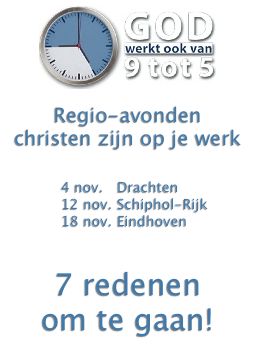 GOD
werkt ook van
9 tot 5
Regio-avonden
christen zijn op je werk
4 nov. Drachten
12 nov. Schiphol-Rijk
18 nov. Eindhoven
7 redenen
om te gaan!